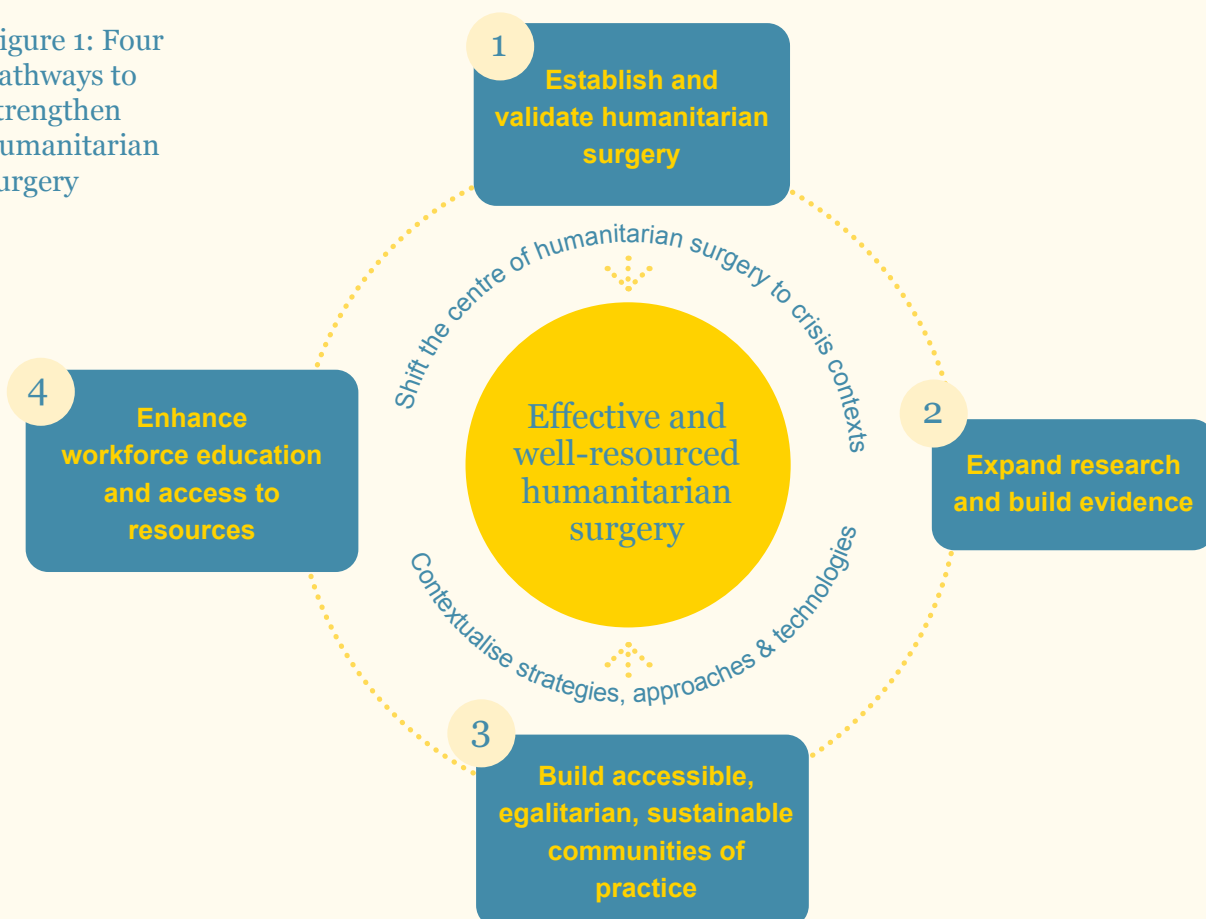 igure 1: Four
athways to
trengthen
umanitarian
urgery
1
Establish and
validate humanitarian
surgery
Shift the centre of humanitarian surgery to crisis contexts
4
Enhance
workforce education
and access to
resources
Effective and
well-resourced
humanitarian
surgery
2
Expand research
and build evidence
Contextualise strategies, approaches & technologies
3
Build accessible,
egalitarian, sustainable
communities of
practice